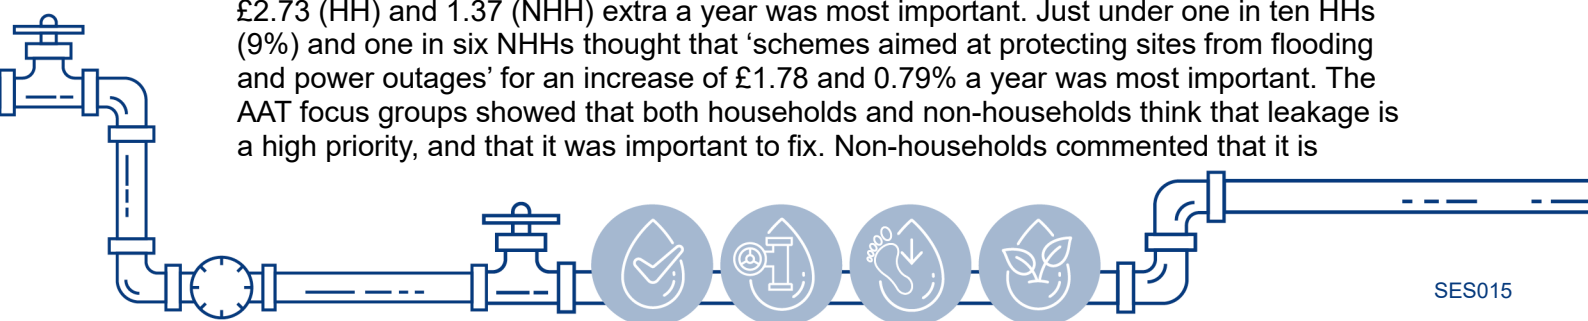 £2.73 (HH) and 1.37 (NHH) extra a year was most important. Just under one in ten HHs
(9%) and one in six NHHs thought that ‘schemes aimed at protecting sites from flooding
and power outages’ for an increase of £1.78 and 0.79% a year was most important. The
AAT focus groups showed that both households and non-households think that leakage is
a high priority, and that it was important to fix. Non-households commented that it is
SES015